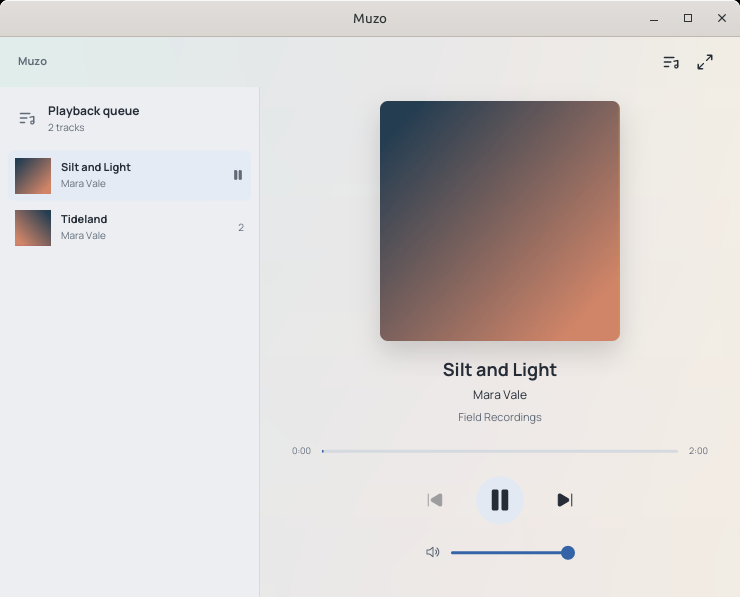 Muzo
Muzo
Playback queue
2 tracks
Silt and Light
Mara Vale
Tideland
Mara Vale
2
Silt and Light
Mara Vale
Field Recordings
0:00
2:00